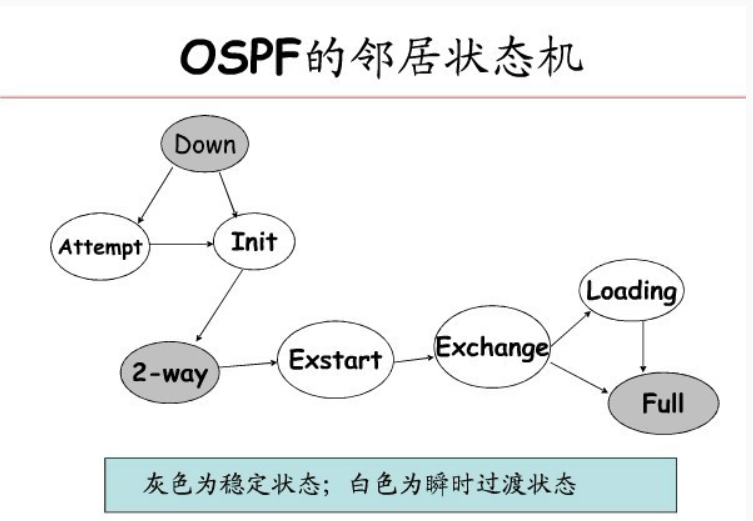 OSPF的邻居状态机
Down
Attempt
Init
2-way
Exstart
Exchange
Loading
Full
灰色为稳定状态；白色为瞬时过渡状态